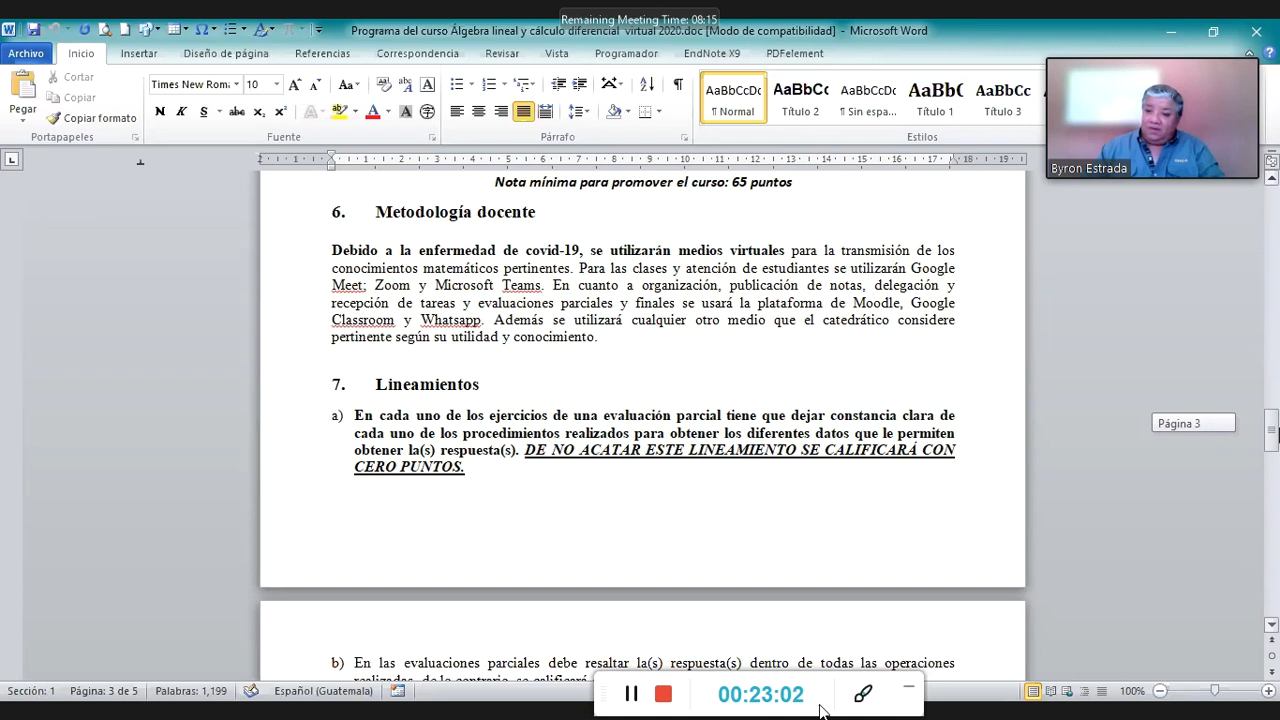 Remaining Meeting Time: 08:15
Programa del curso Álgebra lineal y cálculo diferencial virtual 2020.doc [Modo de compatibilidad] - Microsoft Word
Archivo Inicio Insertar Diseño de página Referencias Correspondencia Revisar Vista Programador EndNote X9 PDFelement
Pegar
Cortar
Copiar
Copiar formato
Portapapeles
Times New Rom 10
Fuente
Párrafo
AaBbCcDc AaBbCc AaBbCcDc AaBb( AaBbCc
¶ Normal Título 2 ¶ Sin espa... Título 1 Título 3
Estilos
Byron Estrada
Nota mínima para promover el curso: 65 puntos
6. Metodología docente
Debido a la enfermedad de covid-19, se utilizarán medios virtuales para la transmisión de los
conocimientos matemáticos pertinentes. Para las clases y atención de estudiantes se utilizarán Google
Meet; Zoom y Microsoft Teams. En cuanto a organización, publicación de notas, delegación y
recepción de tareas y evaluaciones parciales y finales se usará la plataforma de Moodle, Google
Classroom y Whatsapp. Además se utilizará cualquier otro medio que el catedrático considere
pertinente según su utilidad y conocimiento.
7. Lineamientos
a) En cada uno de los ejercicios de una evaluación parcial tiene que dejar constancia clara de
cada uno de los procedimientos realizados para obtener los diferentes datos que le permiten
obtener la(s) respuesta(s). DE NO ACATAR ESTE LINEAMIENTO SE CALIFICARÁ CON
CERO PUNTOS.
Página 3
b) En las evaluaciones parciales debe resaltar la(s) respuesta(s) dentro de todas las operaciones
realizadas, de lo contrario, se calificará
Sección: 1 Página: 3 de 5 Palabras: 1,199 Español (Guatemala) 100%
00:23:02